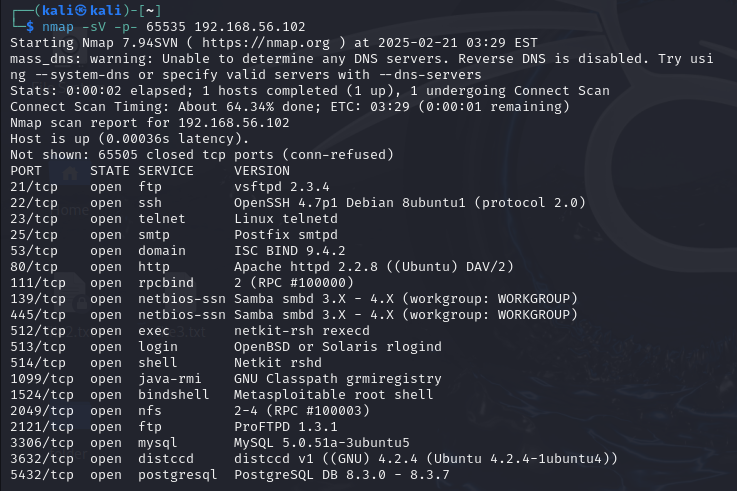 ┌──(kali㉿kali)-[~]
└─$ nmap -sV -p- 65535 192.168.56.102
Starting Nmap 7.94SVN ( https://nmap.org ) at 2025-02-21 03:29 EST
mass_dns: warning: Unable to determine any DNS servers. Reverse DNS is disabled. Try usi
ng --system-dns or specify valid servers with --dns-servers
Stats: 0:00:02 elapsed; 1 hosts completed (1 up), 1 undergoing Connect Scan
Connect Scan Timing: About 64.34% done; ETC: 03:29 (0:00:01 remaining)
Nmap scan report for 192.168.56.102
Host is up (0.00036s latency).
Not shown: 65505 closed tcp ports (conn-refused)
PORT     STATE SERVICE     VERSION
21/tcp   open  ftp         vsftpd 2.3.4
22/tcp   open  ssh         OpenSSH 4.7p1 Debian 8ubuntu1 (protocol 2.0)
23/tcp   open  telnet      Linux telnetd
25/tcp   open  smtp        Postfix smtpd
53/tcp   open  domain      ISC BIND 9.4.2
80/tcp   open  http        Apache httpd 2.2.8 ((Ubuntu) DAV/2)
111/tcp  open  rpcbind     2 (RPC #100000)
139/tcp  open  netbios-ssn Samba smbd 3.X - 4.X (workgroup: WORKGROUP)
445/tcp  open  netbios-ssn Samba smbd 3.X - 4.X (workgroup: WORKGROUP)
512/tcp  open  exec        netkit-rsh rexecd
513/tcp  open  login       OpenBSD or Solaris rlogind
514/tcp  open  shell       Netkit rshd
1099/tcp open  java-rmi    GNU Classpath grmiregistry
1524/tcp open  bindshell   Metasploitable root shell
2049/tcp open  nfs         2-4 (RPC #100003)
2121/tcp open  ftp         ProFTPD 1.3.1
3306/tcp open  mysql       MySQL 5.0.51a-3ubuntu5
3632/tcp open  distccd     distccd v1 ((GNU) 4.2.4 (Ubuntu 4.2.4-1ubuntu4))
5432/tcp open  postgresql  PostgreSQL DB 8.3.0 - 8.3.7